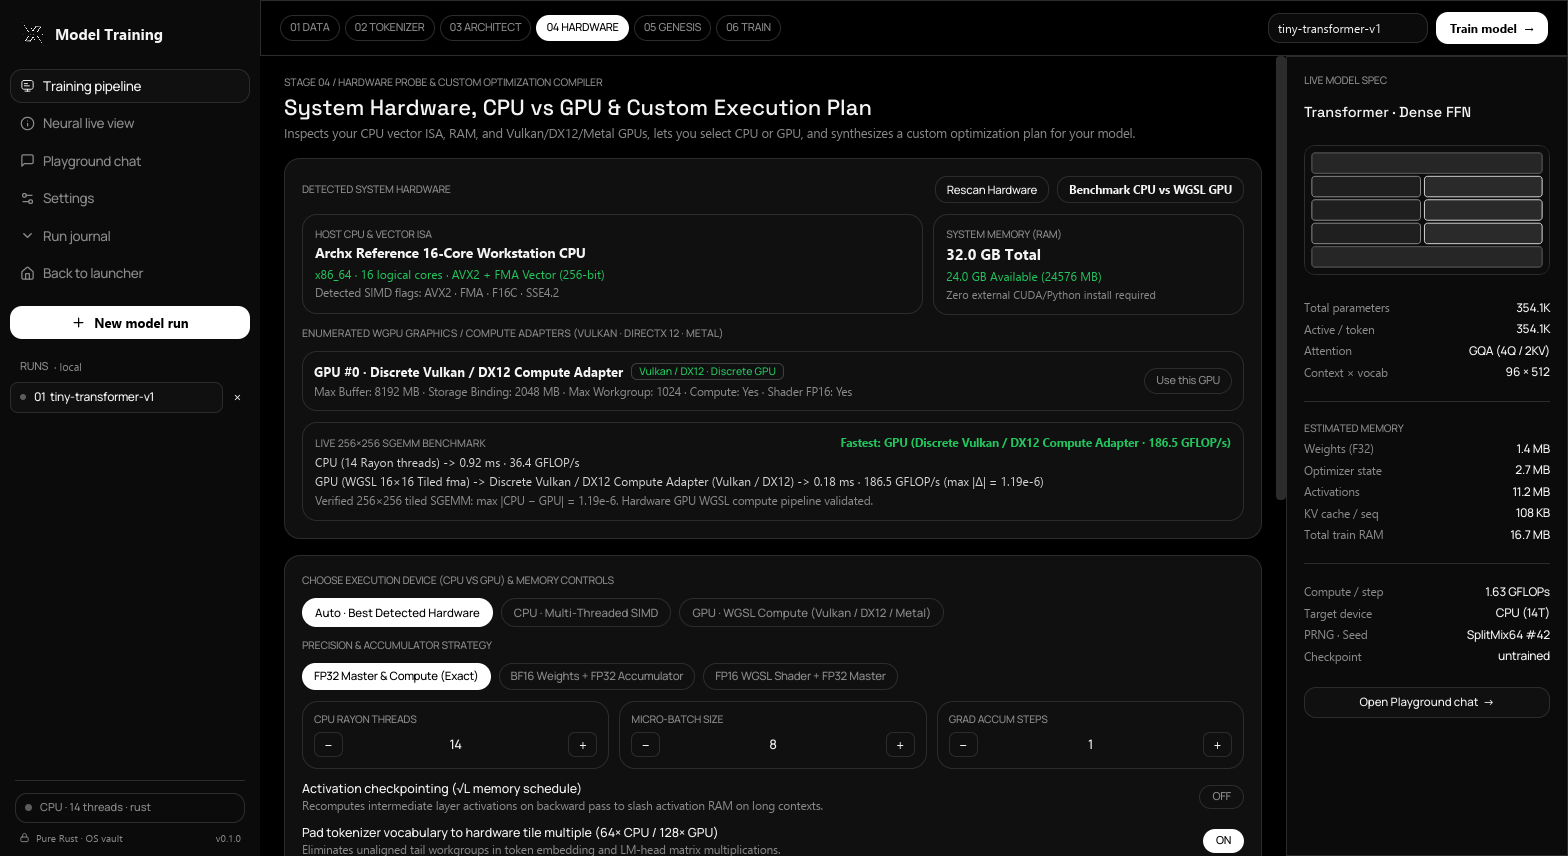 Model Training
Training pipeline
Neural live view
Playground chat
Settings
Run journal
Back to launcher
+ New model run
RUNS · local
01 tiny-transformer-v1 ×
CPU · 14 threads · rust
Pure Rust · OS vault v0.1.0
01 DATA 02 TOKENIZER 03 ARCHITECT 04 HARDWARE 05 GENESIS 06 TRAIN
tiny-transformer-v1 Train model →
STAGE 04 / HARDWARE PROBE & CUSTOM OPTIMIZATION COMPILER
System Hardware, CPU vs GPU & Custom Execution Plan
Inspects your CPU vector ISA, RAM, and Vulkan/DX12/Metal GPUs, lets you select CPU or GPU, and synthesizes a custom optimization plan for your model.
DETECTED SYSTEM HARDWARE
Rescan Hardware Benchmark CPU vs WGSL GPU
HOST CPU & VECTOR ISA
Archx Reference 16-Core Workstation CPU
x86_64 · 16 logical cores · AVX2 + FMA Vector (256-bit)
Detected SIMD flags: AVX2 · FMA · F16C · SSE4.2
SYSTEM MEMORY (RAM)
32.0 GB Total
24.0 GB Available (24576 MB)
Zero external CUDA/Python install required
ENUMERATED WGPU GRAPHICS / COMPUTE ADAPTERS (VULKAN · DIRECTX 12 · METAL)
GPU #0 · Discrete Vulkan / DX12 Compute Adapter Vulkan / DX12 · Discrete GPU
Max Buffer: 8192 MB · Storage Binding: 2048 MB · Max Workgroup: 1024 · Compute: Yes · Shader FP16: Yes
Use this GPU
LIVE 256×256 SGEMM BENCHMARK
Fastest: GPU (Discrete Vulkan / DX12 Compute Adapter · 186.5 GFLOP/s)
CPU (14 Rayon threads) -> 0.92 ms · 36.4 GFLOP/s
GPU (WGSL 16×16 Tiled fma) -> Discrete Vulkan / DX12 Compute Adapter (Vulkan / DX12) -> 0.18 ms · 186.5 GFLOP/s (max |Δ| = 1.19e-6)
Verified 256×256 tiled SGEMM: max |CPU − GPU| = 1.19e-6. Hardware GPU WGSL compute pipeline validated.
CHOOSE EXECUTION DEVICE (CPU VS GPU) & MEMORY CONTROLS
Auto · Best Detected Hardware CPU · Multi-Threaded SIMD GPU · WGSL Compute (Vulkan / DX12 / Metal)
PRECISION & ACCUMULATOR STRATEGY
FP32 Master & Compute (Exact) BF16 Weights + FP32 Accumulator FP16 WGSL Shader + FP32 Master
CPU RAYON THREADS
− 14 +
MICRO-BATCH SIZE
− 8 +
GRAD ACCUM STEPS
− 1 +
Activation checkpointing (√L memory schedule)
Recomputes intermediate layer activations on backward pass to slash activation RAM on long contexts.
OFF
Pad tokenizer vocabulary to hardware tile multiple (64× CPU / 128× GPU)
Eliminates unaligned tail workgroups in token embedding and LM-head matrix multiplications.
ON
LIVE MODEL SPEC
Transformer · Dense FFN
Total parameters 354.1K
Active / token 354.1K
Attention GQA (4Q / 2KV)
Context × vocab 96 × 512
ESTIMATED MEMORY
Weights (F32) 1.4 MB
Optimizer state 2.7 MB
Activations 11.2 MB
KV cache / seq 108 KB
Total train RAM 16.7 MB
Compute / step 1.63 GFLOPs
Target device CPU (14T)
PRNG · Seed SplitMix64 #42
Checkpoint untrained
Open Playground chat →